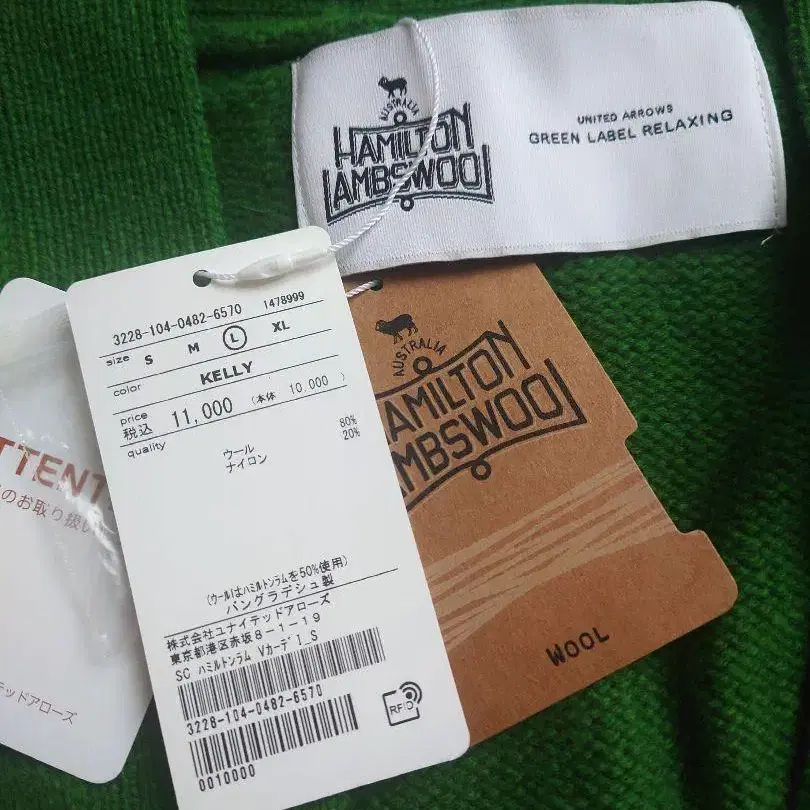 AUSTRALIA
HAMILTON
LAMBSWOOL
UNITED ARROWS
GREEN LABEL RELAXING
3228-104-0482-6570 1478999
size S M L XL
color KELLY
price
税込 11,000 (本体 10,000 )
quality
ウール 80%
ナイロン 20%
(ウールはハミルトンラムを50%使用)
バングラデシュ製
株式会社ユナイテッドアローズ
東京都港区赤坂8-1-19
SC ハミルトンラム Vカーデ I_S
3228-104-0482-6570
0010000
RFID
AUSTRALIA
HAMILTON
AMBSWOOL
WOOL
TTENT
のお取り扱い
テッドアローズ